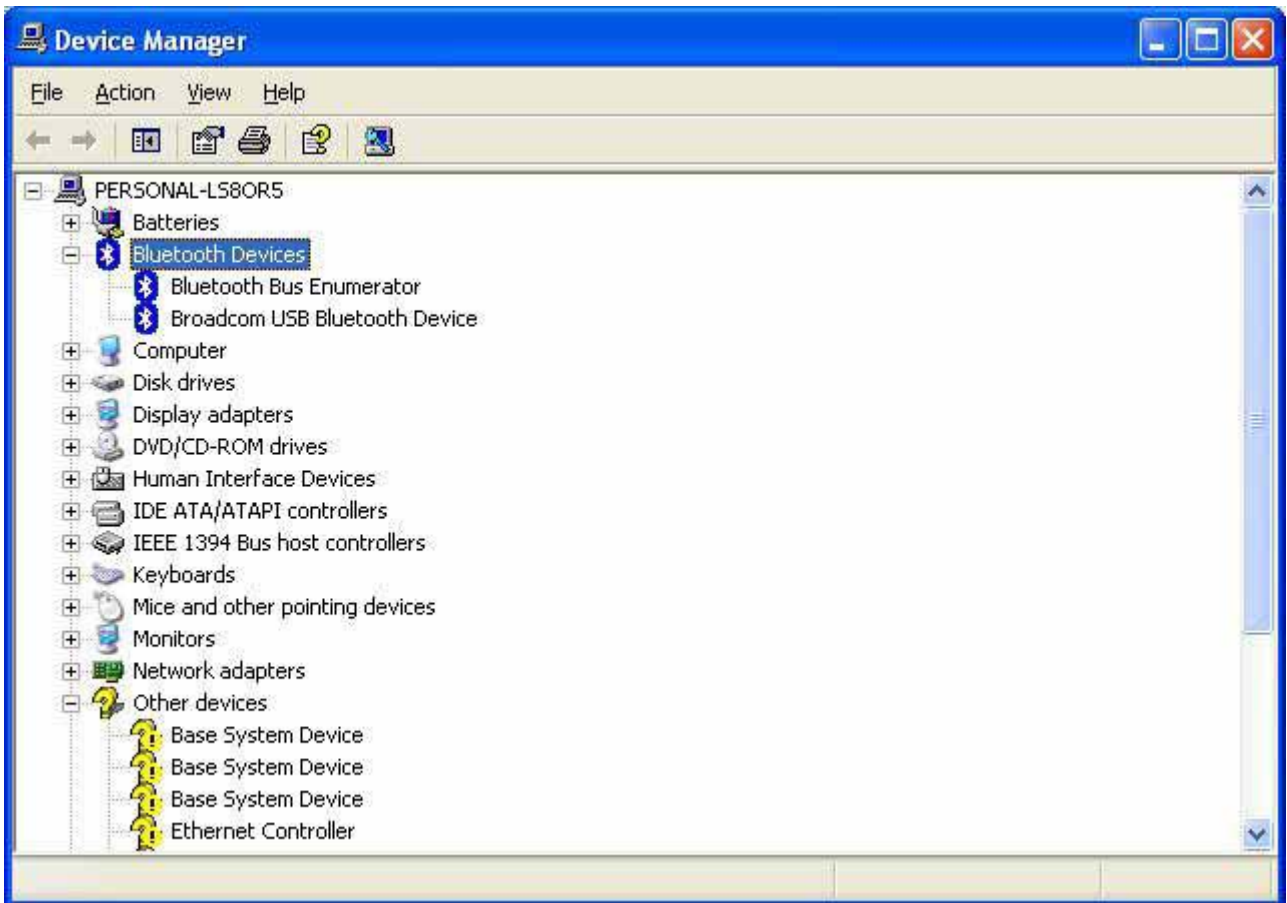 Device Manager
File Action View Help
PERSONAL-LS8OR5
Batteries
Bluetooth Devices
Bluetooth Bus Enumerator
Broadcom USB Bluetooth Device
Computer
Disk drives
Display adapters
DVD/CD-ROM drives
Human Interface Devices
IDE ATA/ATAPI controllers
IEEE 1394 Bus host controllers
Keyboards
Mice and other pointing devices
Monitors
Network adapters
Other devices
Base System Device
Base System Device
Base System Device
Ethernet Controller